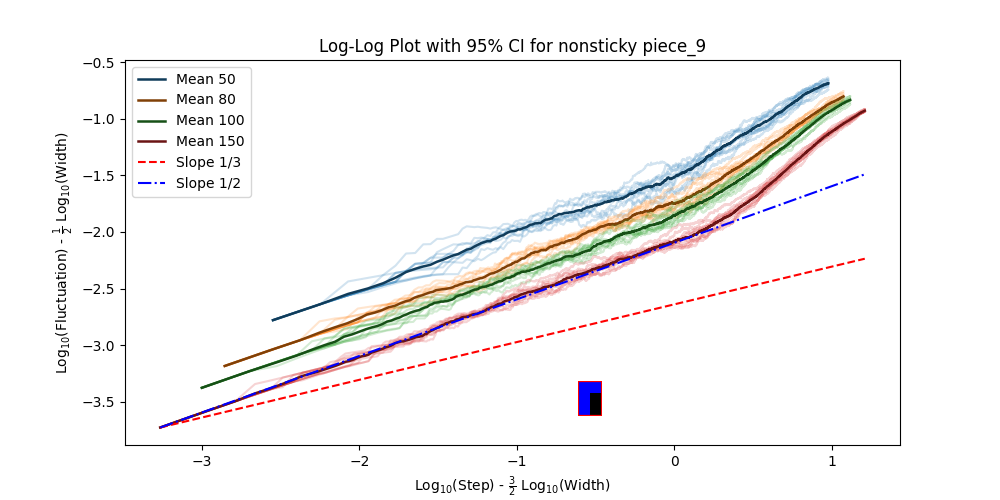 Log-Log Plot with 95% CI for nonsticky piece_9
Log₁₀(Fluctuation) - 1/2 Log₁₀(Width)
−0.5
−1.0
−1.5
−2.0
−2.5
−3.0
−3.5
Mean 50
Mean 80
Mean 100
Mean 150
Slope 1/3
Slope 1/2
−3 −2 −1 0 1
Log₁₀(Step) - 3/2 Log₁₀(Width)